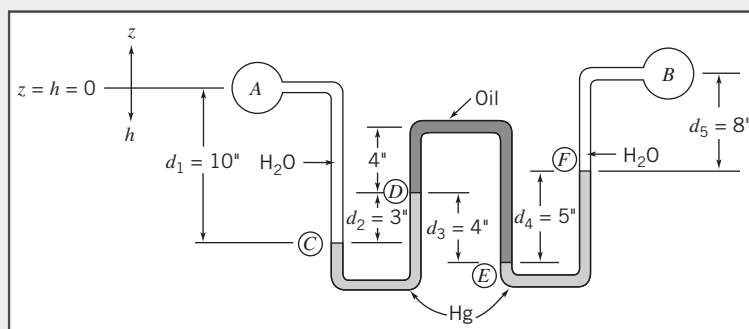 z
z = h = 0
h
A
B
Oil
d₁ = 10"
H₂O
4"
D
d₂ = 3"
d₃ = 4"
C
E
Hg
d₄ = 5"
F
H₂O
d₅ = 8"